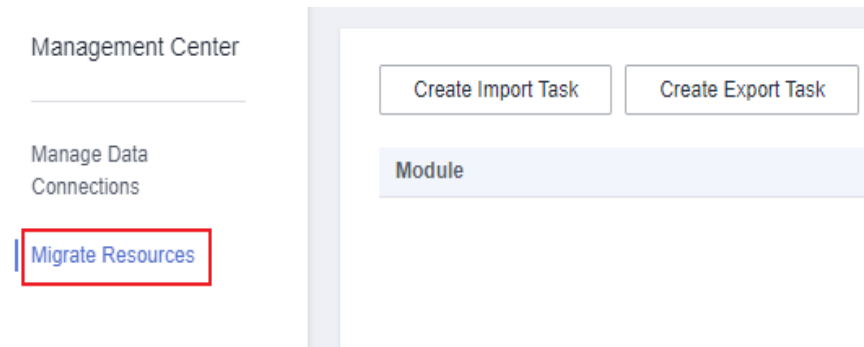 Management Center
Manage Data
Connections
Migrate Resources
Create Import Task
Create Export Task
Module